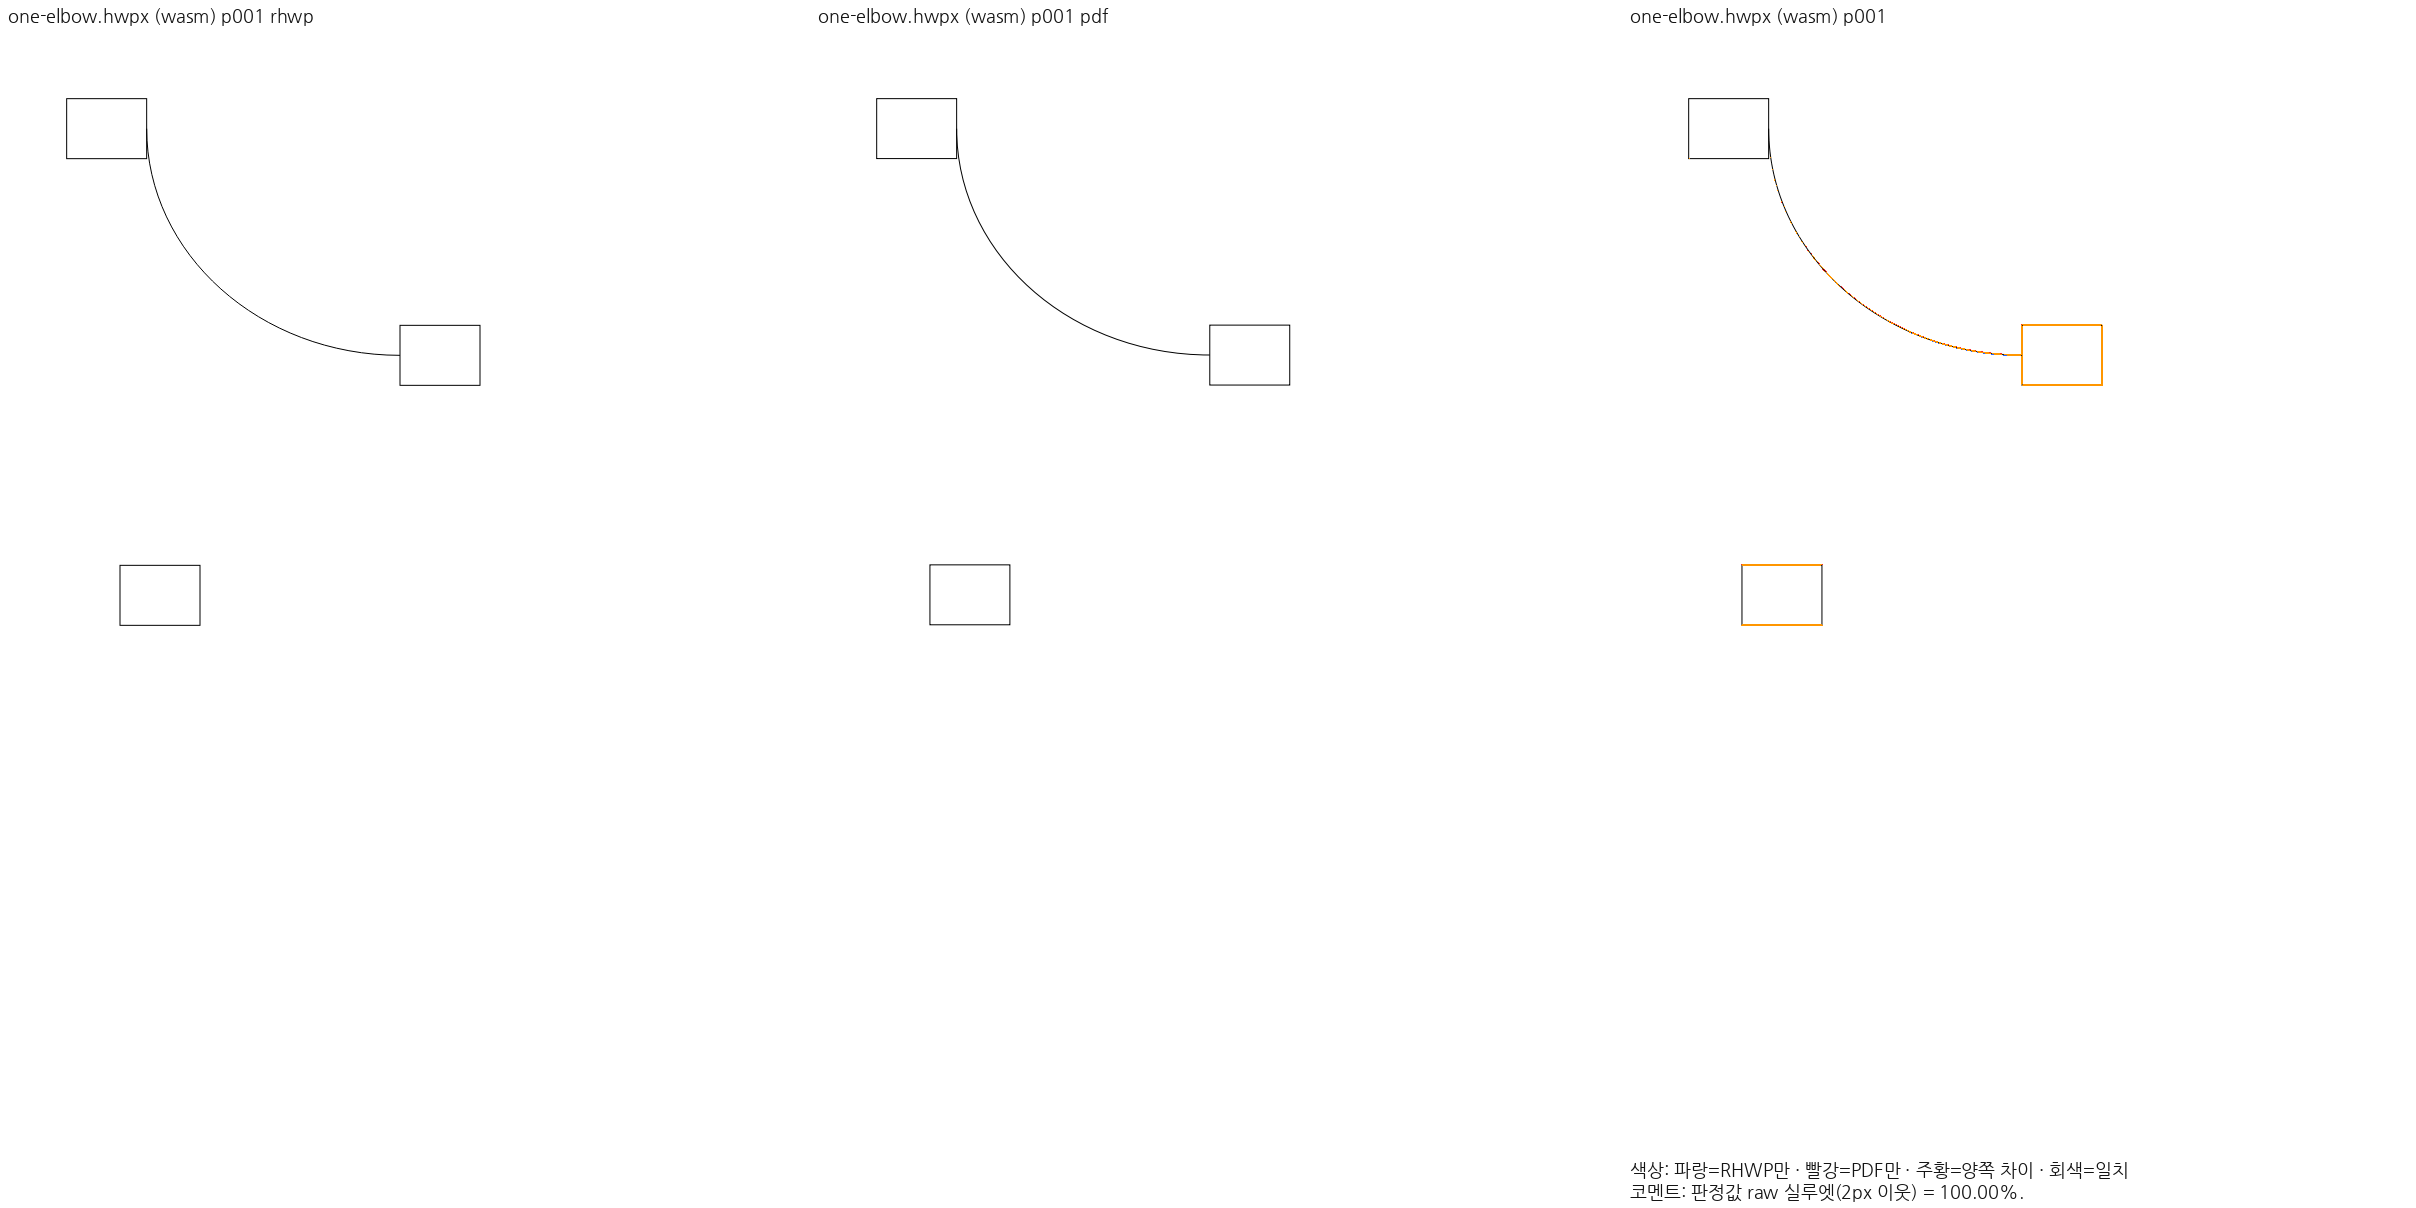 one-elbow.hwpx (wasm) p001 rhwp
one-elbow.hwpx (wasm) p001 pdf
one-elbow.hwpx (wasm) p001
색상: 파랑=RHWP만 · 빨강=PDF만 · 주황=양쪽 차이 · 회색=일치
코멘트: 판정값 raw 실루엣(2px 이웃) = 100.00%.